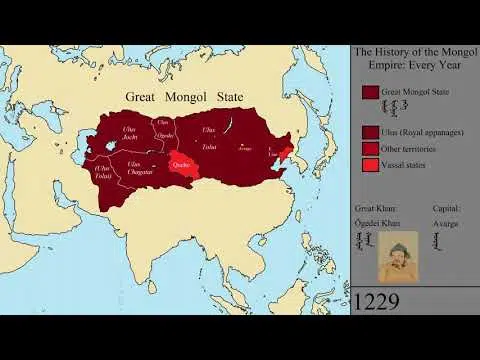 The History of the Mongol
Empire: Every Year
Great Mongol State
Ulus (Royal appanages)
Other territories
Vassal states
Great Khan:
Ögedei Khan
Capital:
Avarga
1229
Great Mongol State
Ulus
Jochi
Ulus
Ögedei
Ulus
Tolui
Avarga
(Ulus
Tolui)
Ulus
Chagatai
Qocho